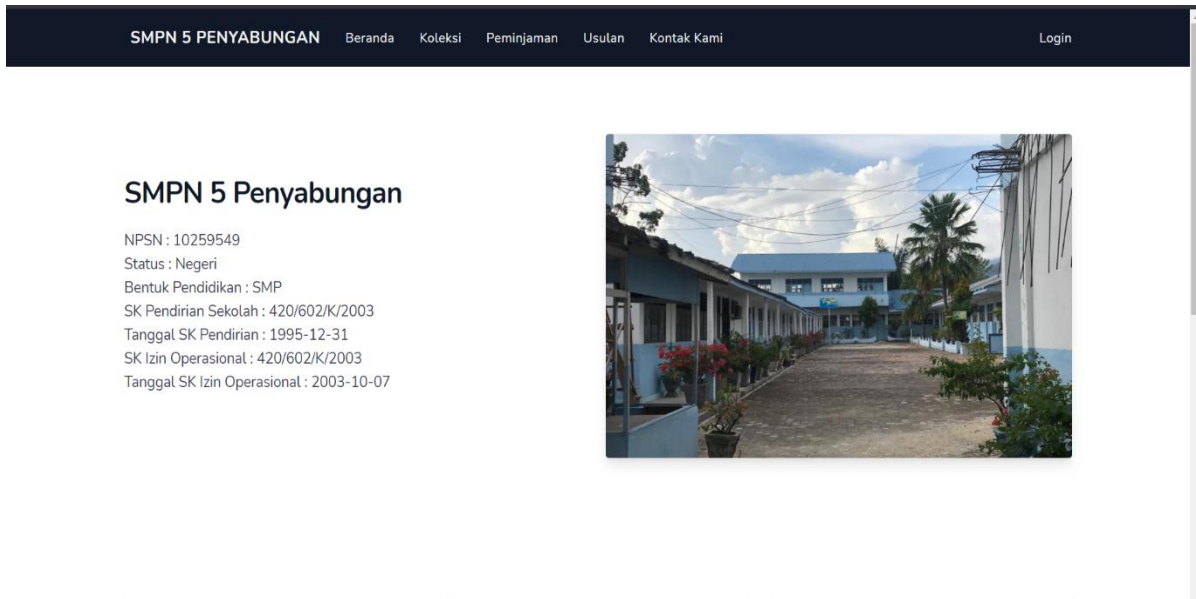 SMPN 5 PENYABUNGAN Beranda Koleksi Peminjaman Usulan Kontak Kami Login
SMPN 5 Penyabungan
NPSN : 10259549
Status : Negeri
Bentuk Pendidikan : SMP
SK Pendirian Sekolah : 420/602/K/2003
Tanggal SK Pendirian : 1995-12-31
SK Izin Operasional : 420/602/K/2003
Tanggal SK Izin Operasional : 2003-10-07